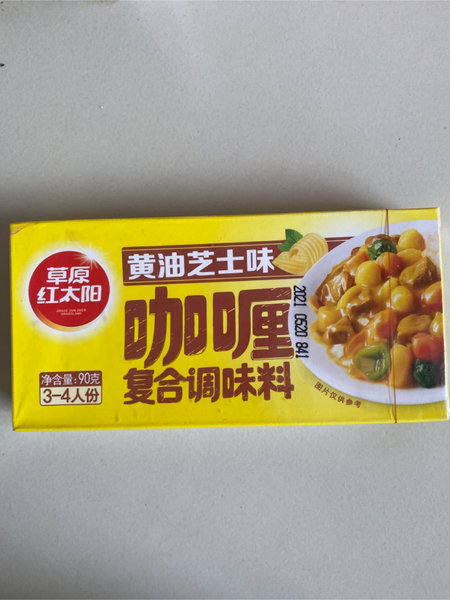 草原
红太阳
黄油芝士味
咖喱
复合调味料
净含量:90克
3-4人份
2021 0520 841
图片仅供参考